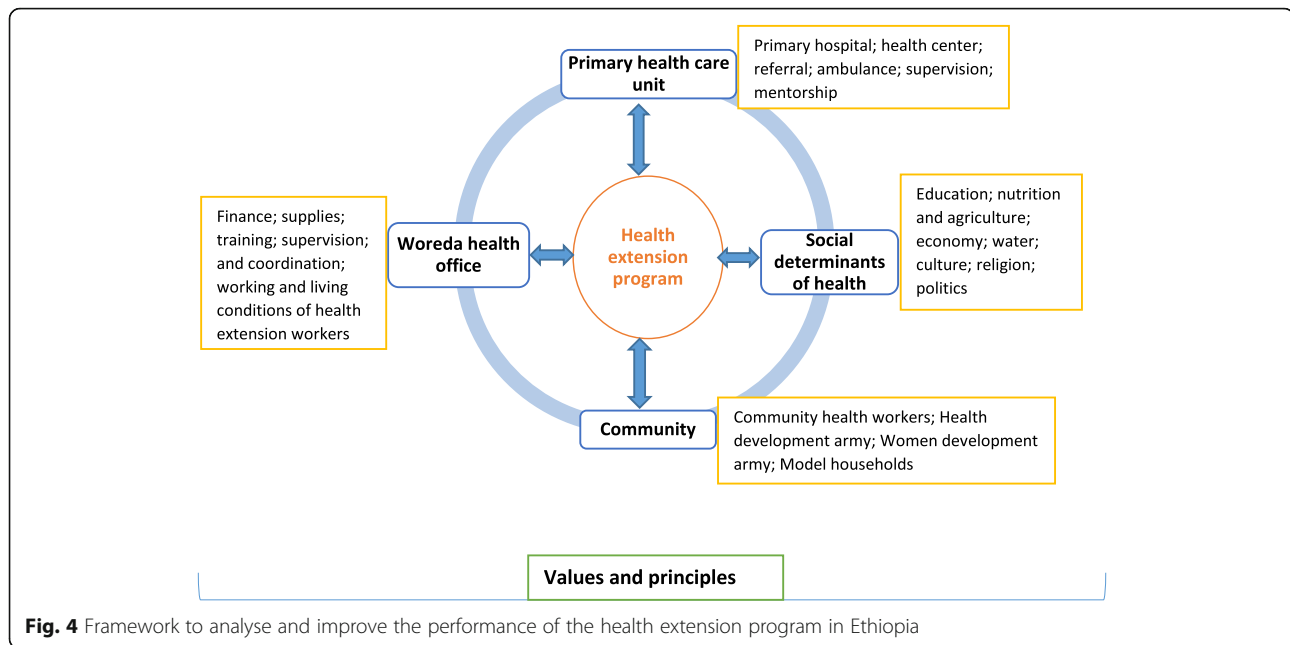 Primary health care
unit
Primary hospital; health center;
referral; ambulance; supervision;
mentorship
Finance; supplies;
training; supervision;
and coordination;
working and living
conditions of health
extension workers
Woreda health
office
Health
extension
program
Social
determinants
of health
Education; nutrition
and agriculture;
economy; water;
culture; religion;
politics
Community
Community health workers; Health
development army; Women development
army; Model households
Values and principles
Fig. 4 Framework to analyse and improve the performance of the health extension program in Ethiopia